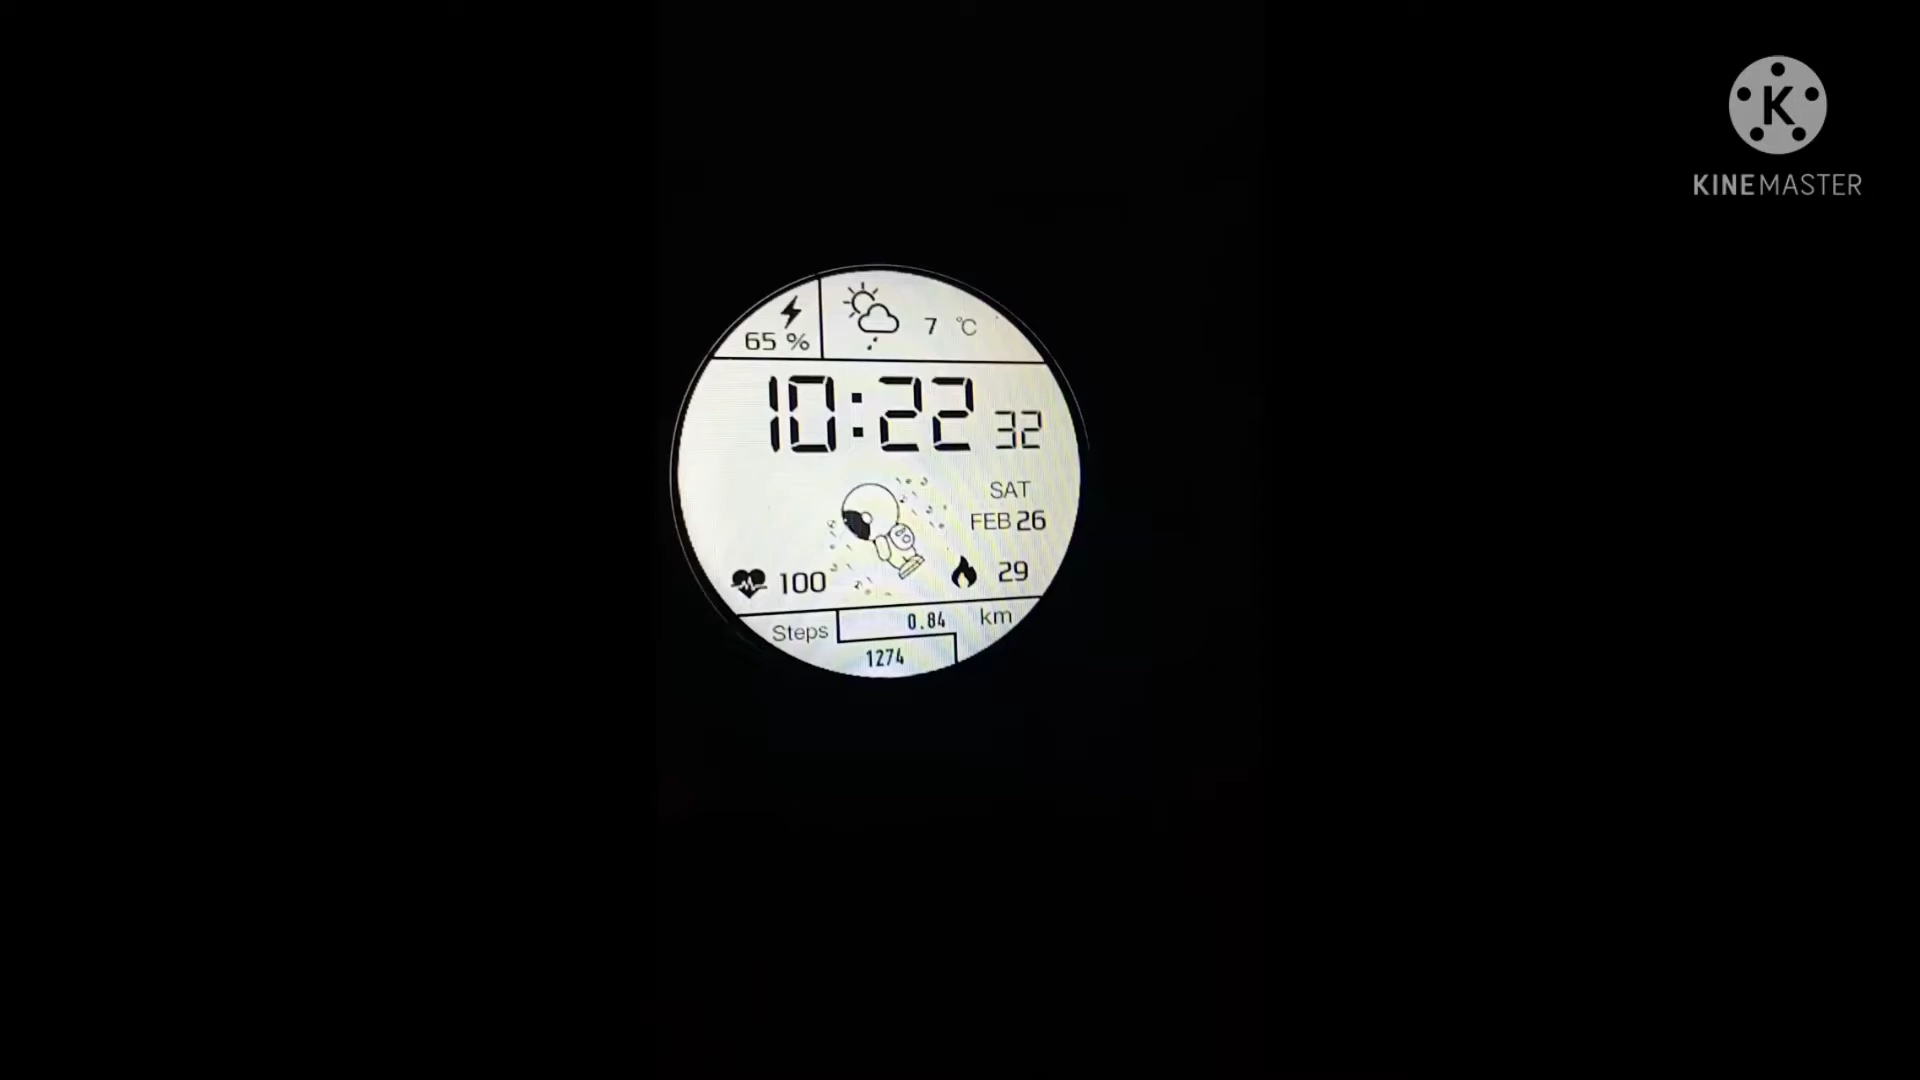 K
KINEMASTER
65 %
7 °C
10:22 32
SAT
FEB 26
100
29
Steps
0.84 km
1274